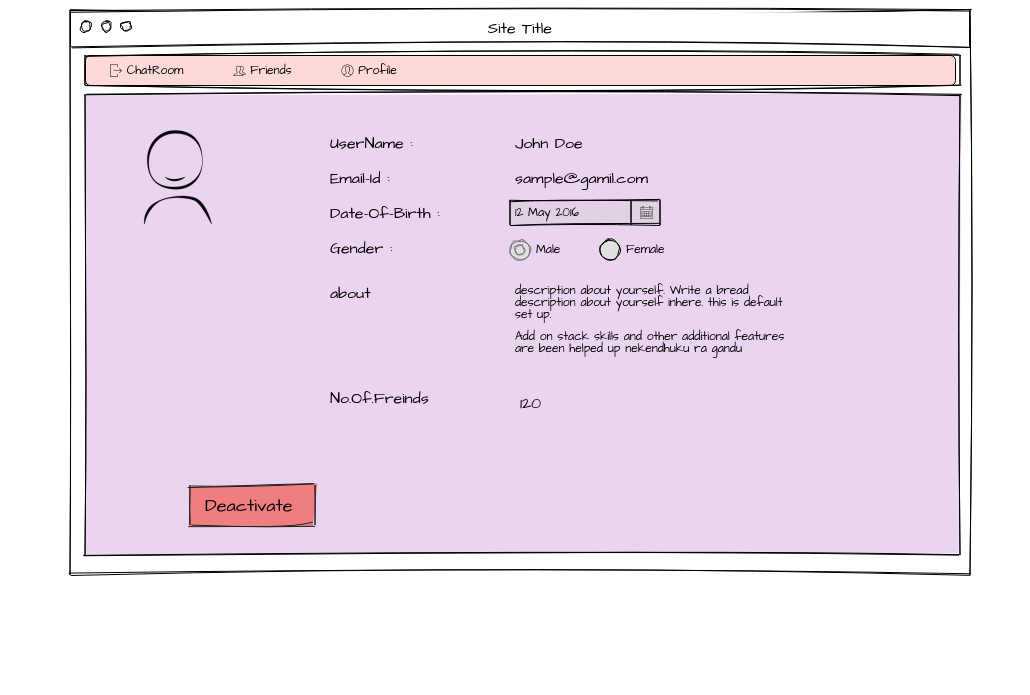 Site Title
ChatRoom Friends Profile
UserName : John Doe
Email-Id : sample@gamil.com
Date-Of-Birth : 12 May 2016
Gender : Male Female
about
description about yourself. Write a bread
description about yourself inhere. this is default
set up.
Add on stack skills and other additional features
are been helped up nekendhuku ra gandu
No.Of.Freinds 120
Deactivate